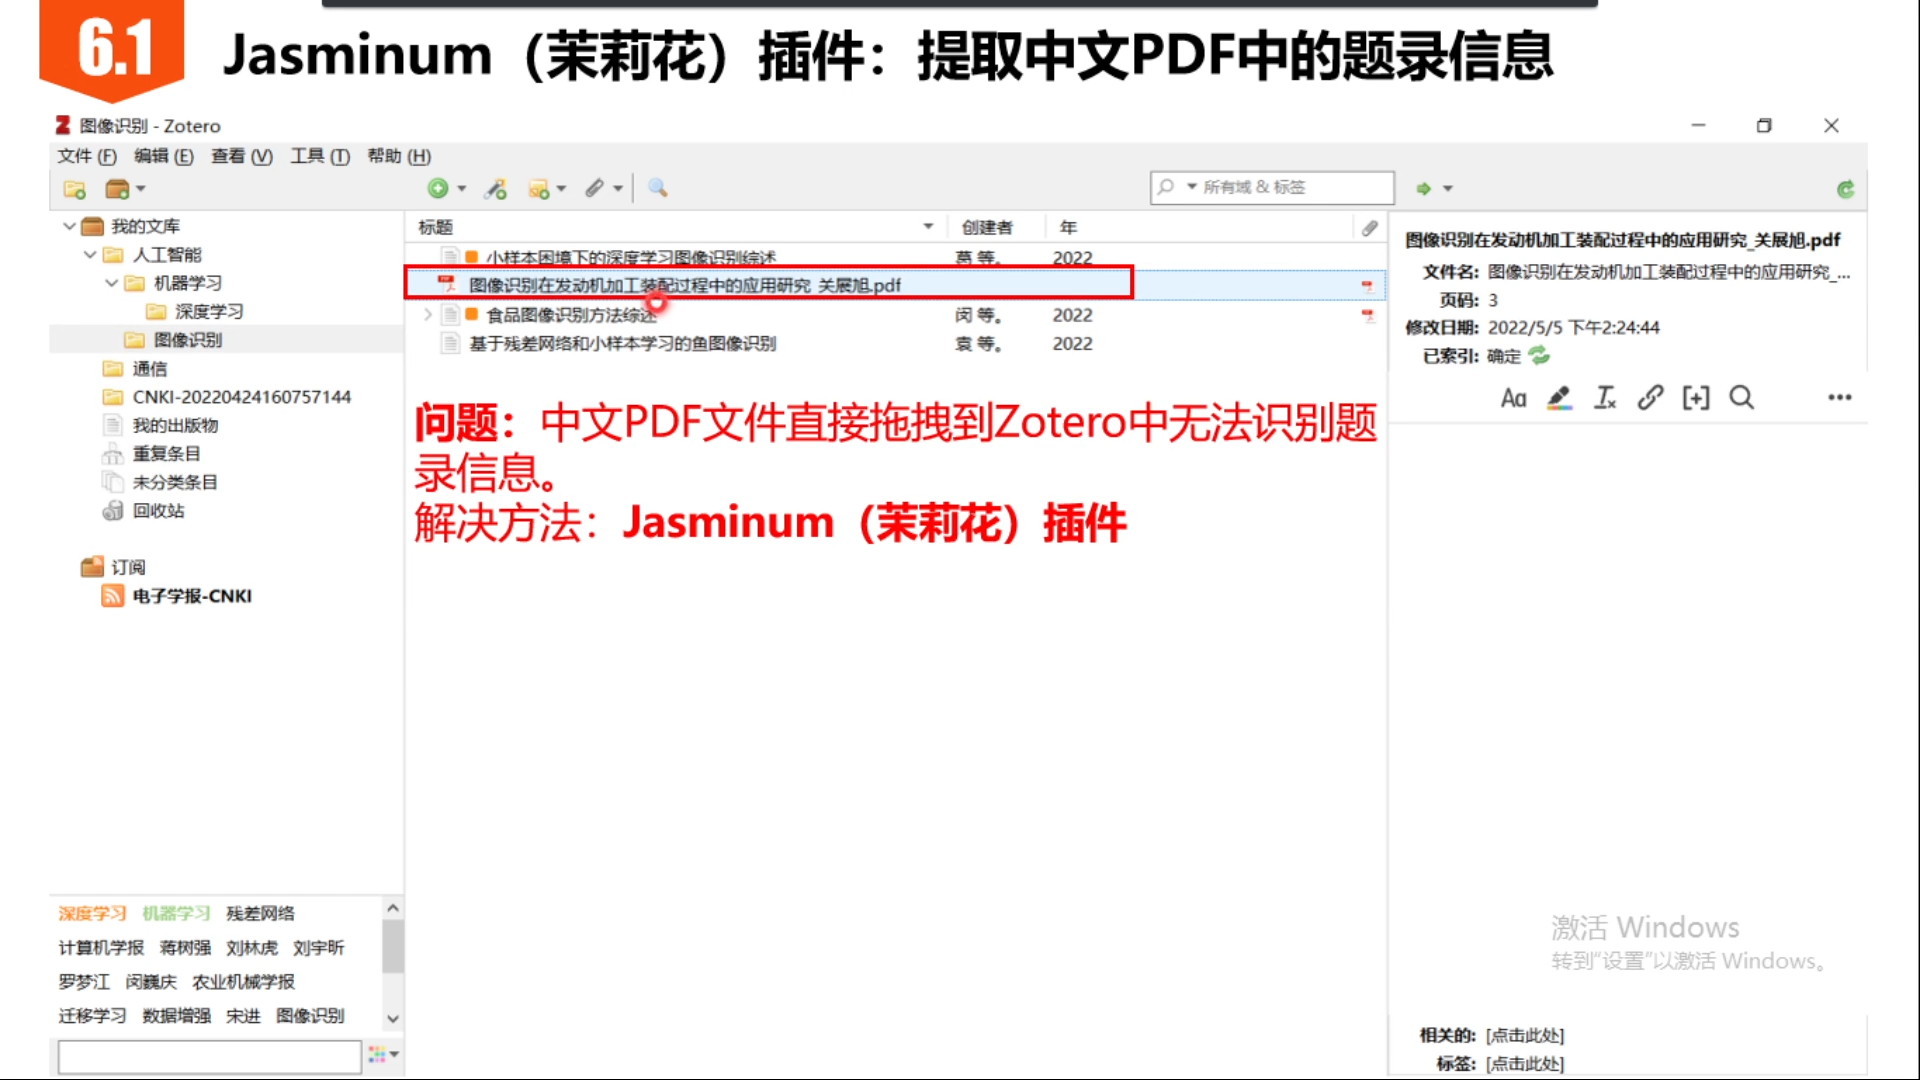 6.1
Jasminum（茉莉花）插件：提取中文PDF中的题录信息
图像识别 - Zotero
文件 (F) 编辑 (E) 查看 (V) 工具 (T) 帮助 (H)
所有域 & 标签
我的文库
人工智能
机器学习
深度学习
图像识别
通信
CNKI-20220424160757144
我的出版物
重复条目
未分类条目
回收站
订阅
电子学报-CNKI
标题 创建者 年
小样本困境下的深度学习图像识别综述 葛 等。 2022
图像识别在发动机加工装配过程中的应用研究_关展旭.pdf
食品图像识别方法综述 闵 等。 2022
基于残差网络和小样本学习的鱼图像识别 袁 等。 2022
问题：中文PDF文件直接拖拽到Zotero中无法识别题
录信息。
解决方法：Jasminum（茉莉花）插件
图像识别在发动机加工装配过程中的应用研究_关展旭.pdf
文件名: 图像识别在发动机加工装配过程中的应用研究_...
页码: 3
修改日期: 2022/5/5 下午2:24:44
已索引: 确定
Aa
深度学习 机器学习 残差网络
计算机学报 蒋树强 刘林虎 刘宇昕
罗梦江 闵巍庆 农业机械学报
迁移学习 数据增强 宋进 图像识别
激活 Windows
转到“设置”以激活 Windows。
相关的: [点击此处]
标签: [点击此处]